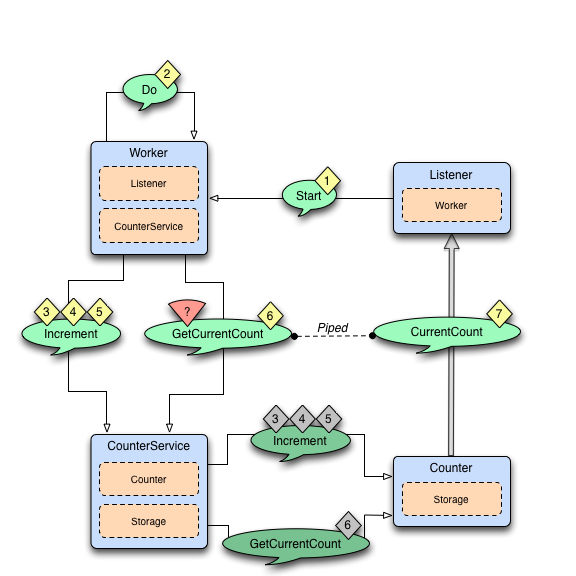 2
Do
Worker
Listener
CounterService
1
Start
Listener
Worker
3 4 5
Increment
?
6
GetCurrentCount
Piped
7
CurrentCount
CounterService
Counter
Storage
3 4 5
Increment
6
GetCurrentCount
Counter
Storage